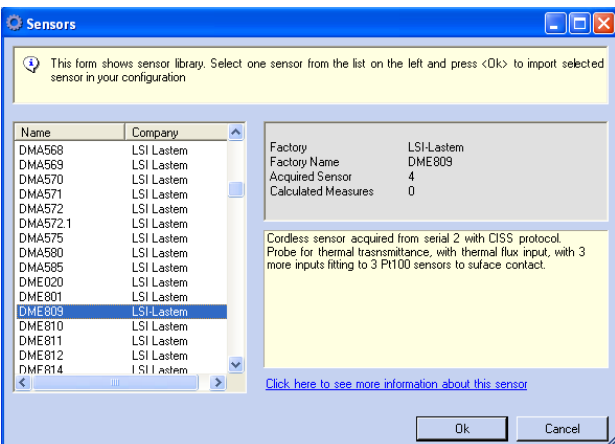 Sensors
This form shows sensor library. Select one sensor from the list on the left and press <Ok> to import selected
sensor in your configuration
Name Company
DMA568 LSI Lastem
DMA569 LSI Lastem
DMA570 LSI Lastem
DMA571 LSI Lastem
DMA572 LSI Lastem
DMA572.1 LSI Lastem
DMA575 LSI Lastem
DMA580 LSI Lastem
DMA585 LSI Lastem
DME020 LSI Lastem
DME801 LSI Lastem
DME809 LSI-Lastem
DME810 LSI Lastem
DME811 LSI Lastem
DME812 LSI Lastem
DME814 LSI Lastem
Factory LSI-Lastem
Factory Name DME809
Acquired Sensor 4
Calculated Measures 0
Cordless sensor acquired from serial 2 with CISS protocol.
Probe for thermal trasnsmittance, with thermal flux input, with 3
more inputs fitting to 3 Pt100 sensors to suface contact.
Click here to see more information about this sensor
Ok
Cancel